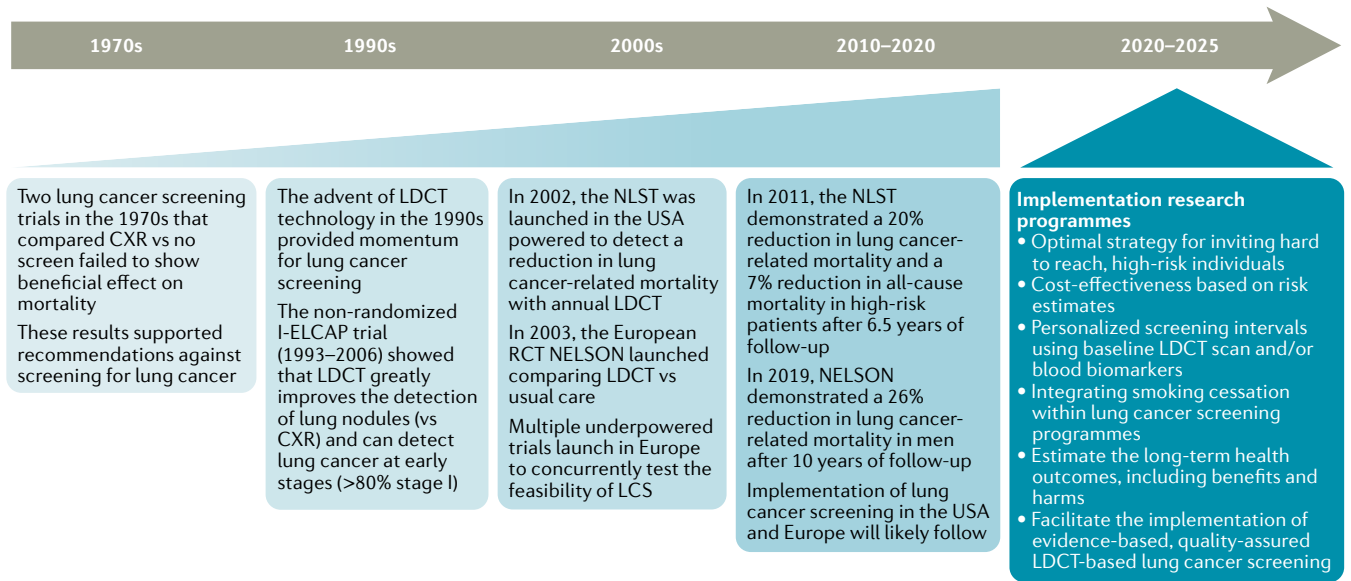 1970s
1990s
2000s
2010–2020
2020–2025
Two lung cancer screening
trials in the 1970s that
compared CXR vs no
screen failed to show
beneficial effect on
mortality
These results supported
recommendations against
screening for lung cancer
The advent of LDCT
technology in the 1990s
provided momentum
for lung cancer
screening
The non-randomized
I-ELCAP trial
(1993–2006) showed
that LDCT greatly
improves the detection
of lung nodules (vs
CXR) and can detect
lung cancer at early
stages (>80% stage I)
In 2002, the NLST was
launched in the USA
powered to detect a
reduction in lung
cancer-related mortality
with annual LDCT
In 2003, the European
RCT NELSON launched
comparing LDCT vs
usual care
Multiple underpowered
trials launch in Europe
to concurrently test the
feasibility of LCS
In 2011, the NLST
demonstrated a 20%
reduction in lung cancer-
related mortality and a
7% reduction in all-cause
mortality in high-risk
patients after 6.5 years of
follow-up
In 2019, NELSON
demonstrated a 26%
reduction in lung cancer-
related mortality in men
after 10 years of follow-up
Implementation of lung
cancer screening in the USA
and Europe will likely follow
Implementation research
programmes
• Optimal strategy for inviting hard
to reach, high-risk individuals
• Cost-effectiveness based on risk
estimates
• Personalized screening intervals
using baseline LDCT scan and/or
blood biomarkers
• Integrating smoking cessation
within lung cancer screening
programmes
• Estimate the long-term health
outcomes, including benefits and
harms
• Facilitate the implementation of
evidence-based, quality-assured
LDCT-based lung cancer screening